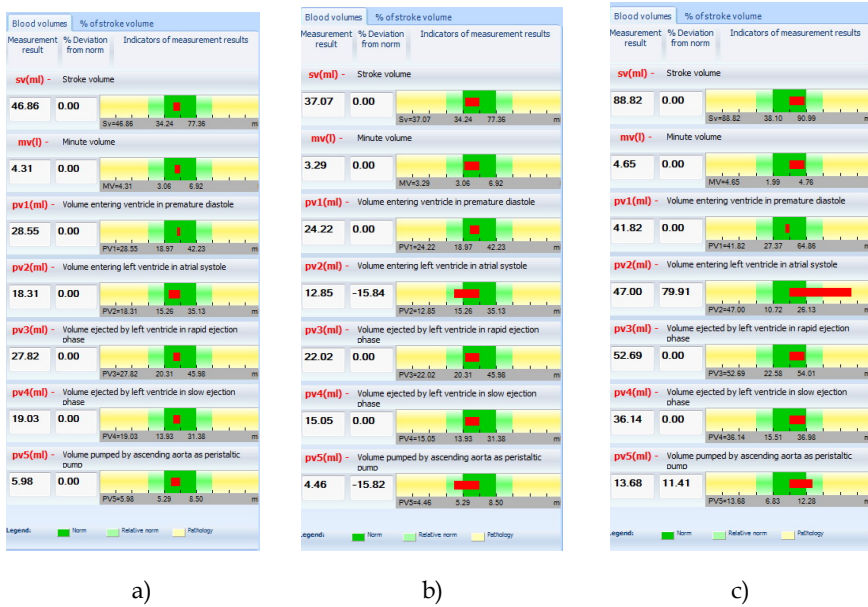 Blood volumes % of stroke volume
Measurement result % Deviation from norm Indicators of measurement results
sv(ml) - Stroke volume
46.86 0.00
Sv=46.86 34.24 77.36 m
mv(l) - Minute volume
4.31 0.00
MV=4.31 3.06 6.92
pv1(ml) - Volume entering ventricle in premature diastole
28.55 0.00
PV1=28.55 18.97 42.23 m
pv2(ml) - Volume entering left ventricle in atrial systole
18.31 0.00
PV2=18.31 15.26 35.13 m
pv3(ml) - Volume ejected by left ventricle in rapid ejection phase
27.82 0.00
PV3=27.82 20.31 45.98 m
pv4(ml) - Volume ejected by left ventricle in slow ejection phase
19.03 0.00
PV4=19.03 13.93 31.38 m
pv5(ml) - Volume pumped by ascending aorta as peristaltic pump
5.98 0.00
PV5=5.98 5.29 8.50 m
Legend: Norm Relative norm Pathology
a)
Blood volumes % of stroke volume
Measurement result % Deviation from norm Indicators of measurement results
sv(ml) - Stroke volume
37.07 0.00
Sv=37.07 34.24 77.36 m
mv(l) - Minute volume
3.29 0.00
MV=3.29 3.06 6.92
pv1(ml) - Volume entering ventricle in premature diastole
24.22 0.00
PV1=24.22 18.97 42.23 m
pv2(ml) - Volume entering left ventricle in atrial systole
12.85 -15.84
PV2=12.85 15.26 35.13 m
pv3(ml) - Volume ejected by left ventricle in rapid ejection phase
22.02 0.00
PV3=22.02 20.31 45.98 m
pv4(ml) - Volume ejected by left ventricle in slow ejection phase
15.05 0.00
PV4=15.05 13.93 31.38 m
pv5(ml) - Volume pumped by ascending aorta as peristaltic pump
4.46 -15.82
PV5=4.46 5.29 8.50 m
Legend: Norm Relative norm Pathology
b)
Blood volumes % of stroke volume
Measurement result % Deviation from norm Indicators of measurement results
sv(ml) - Stroke volume
88.82 0.00
Sv=88.82 38.10 90.99 m
mv(l) - Minute volume
4.65 0.00
MV=4.65 1.99 4.76
pv1(ml) - Volume entering ventricle in premature diastole
41.82 0.00
PV1=41.82 27.37 64.86 m
pv2(ml) - Volume entering left ventricle in atrial systole
47.00 79.91
PV2=47.00 10.72 26.13 m
pv3(ml) - Volume ejected by left ventricle in rapid ejection phase
52.69 0.00
PV3=52.69 22.58 54.01 m
pv4(ml) - Volume ejected by left ventricle in slow ejection phase
36.14 0.00
PV4=36.14 15.51 36.98 m
pv5(ml) - Volume pumped by ascending aorta as peristaltic pump
13.68 11.41
PV5=13.68 6.83 12.28 m
Legend: Norm Relative norm Pathology
c)